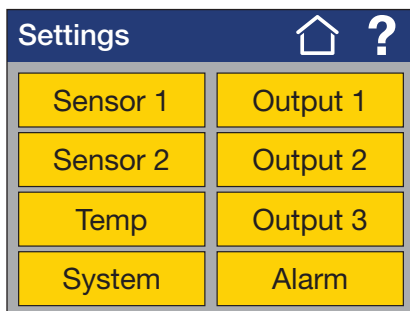 Settings ?
Sensor 1 Output 1
Sensor 2 Output 2
Temp Output 3
System Alarm